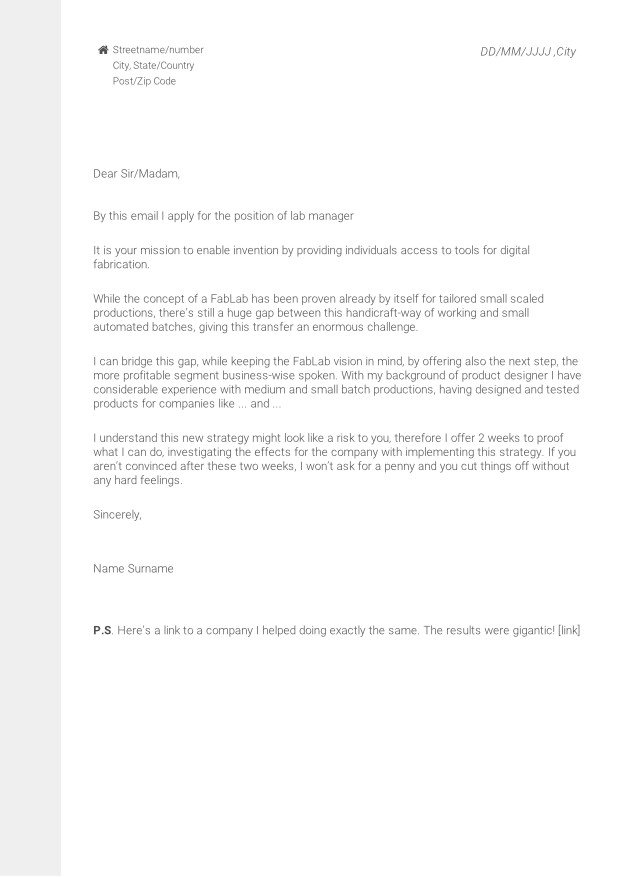 Streetname/number
City, State/Country
Post/Zip Code
DD/MM/JJJJ ,City
Dear Sir/Madam,
By this email I apply for the position of lab manager
It is your mission to enable invention by providing individuals access to tools for digital
fabrication.
While the concept of a FabLab has been proven already by itself for tailored small scaled
productions, there's still a huge gap between this handicraft-way of working and small
automated batches, giving this transfer an enormous challenge.
I can bridge this gap, while keeping the FabLab vision in mind, by offering also the next step, the
more profitable segment business-wise spoken. With my background of product designer I have
considerable experience with medium and small batch productions, having designed and tested
products for companies like ... and ...
I understand this new strategy might look like a risk to you, therefore I offer 2 weeks to proof
what I can do, investigating the effects for the company with implementing this strategy. If you
aren't convinced after these two weeks, I won't ask for a penny and you cut things off without
any hard feelings.
Sincerely,
Name Surname
P.S. Here's a link to a company I helped doing exactly the same. The results were gigantic! [link]